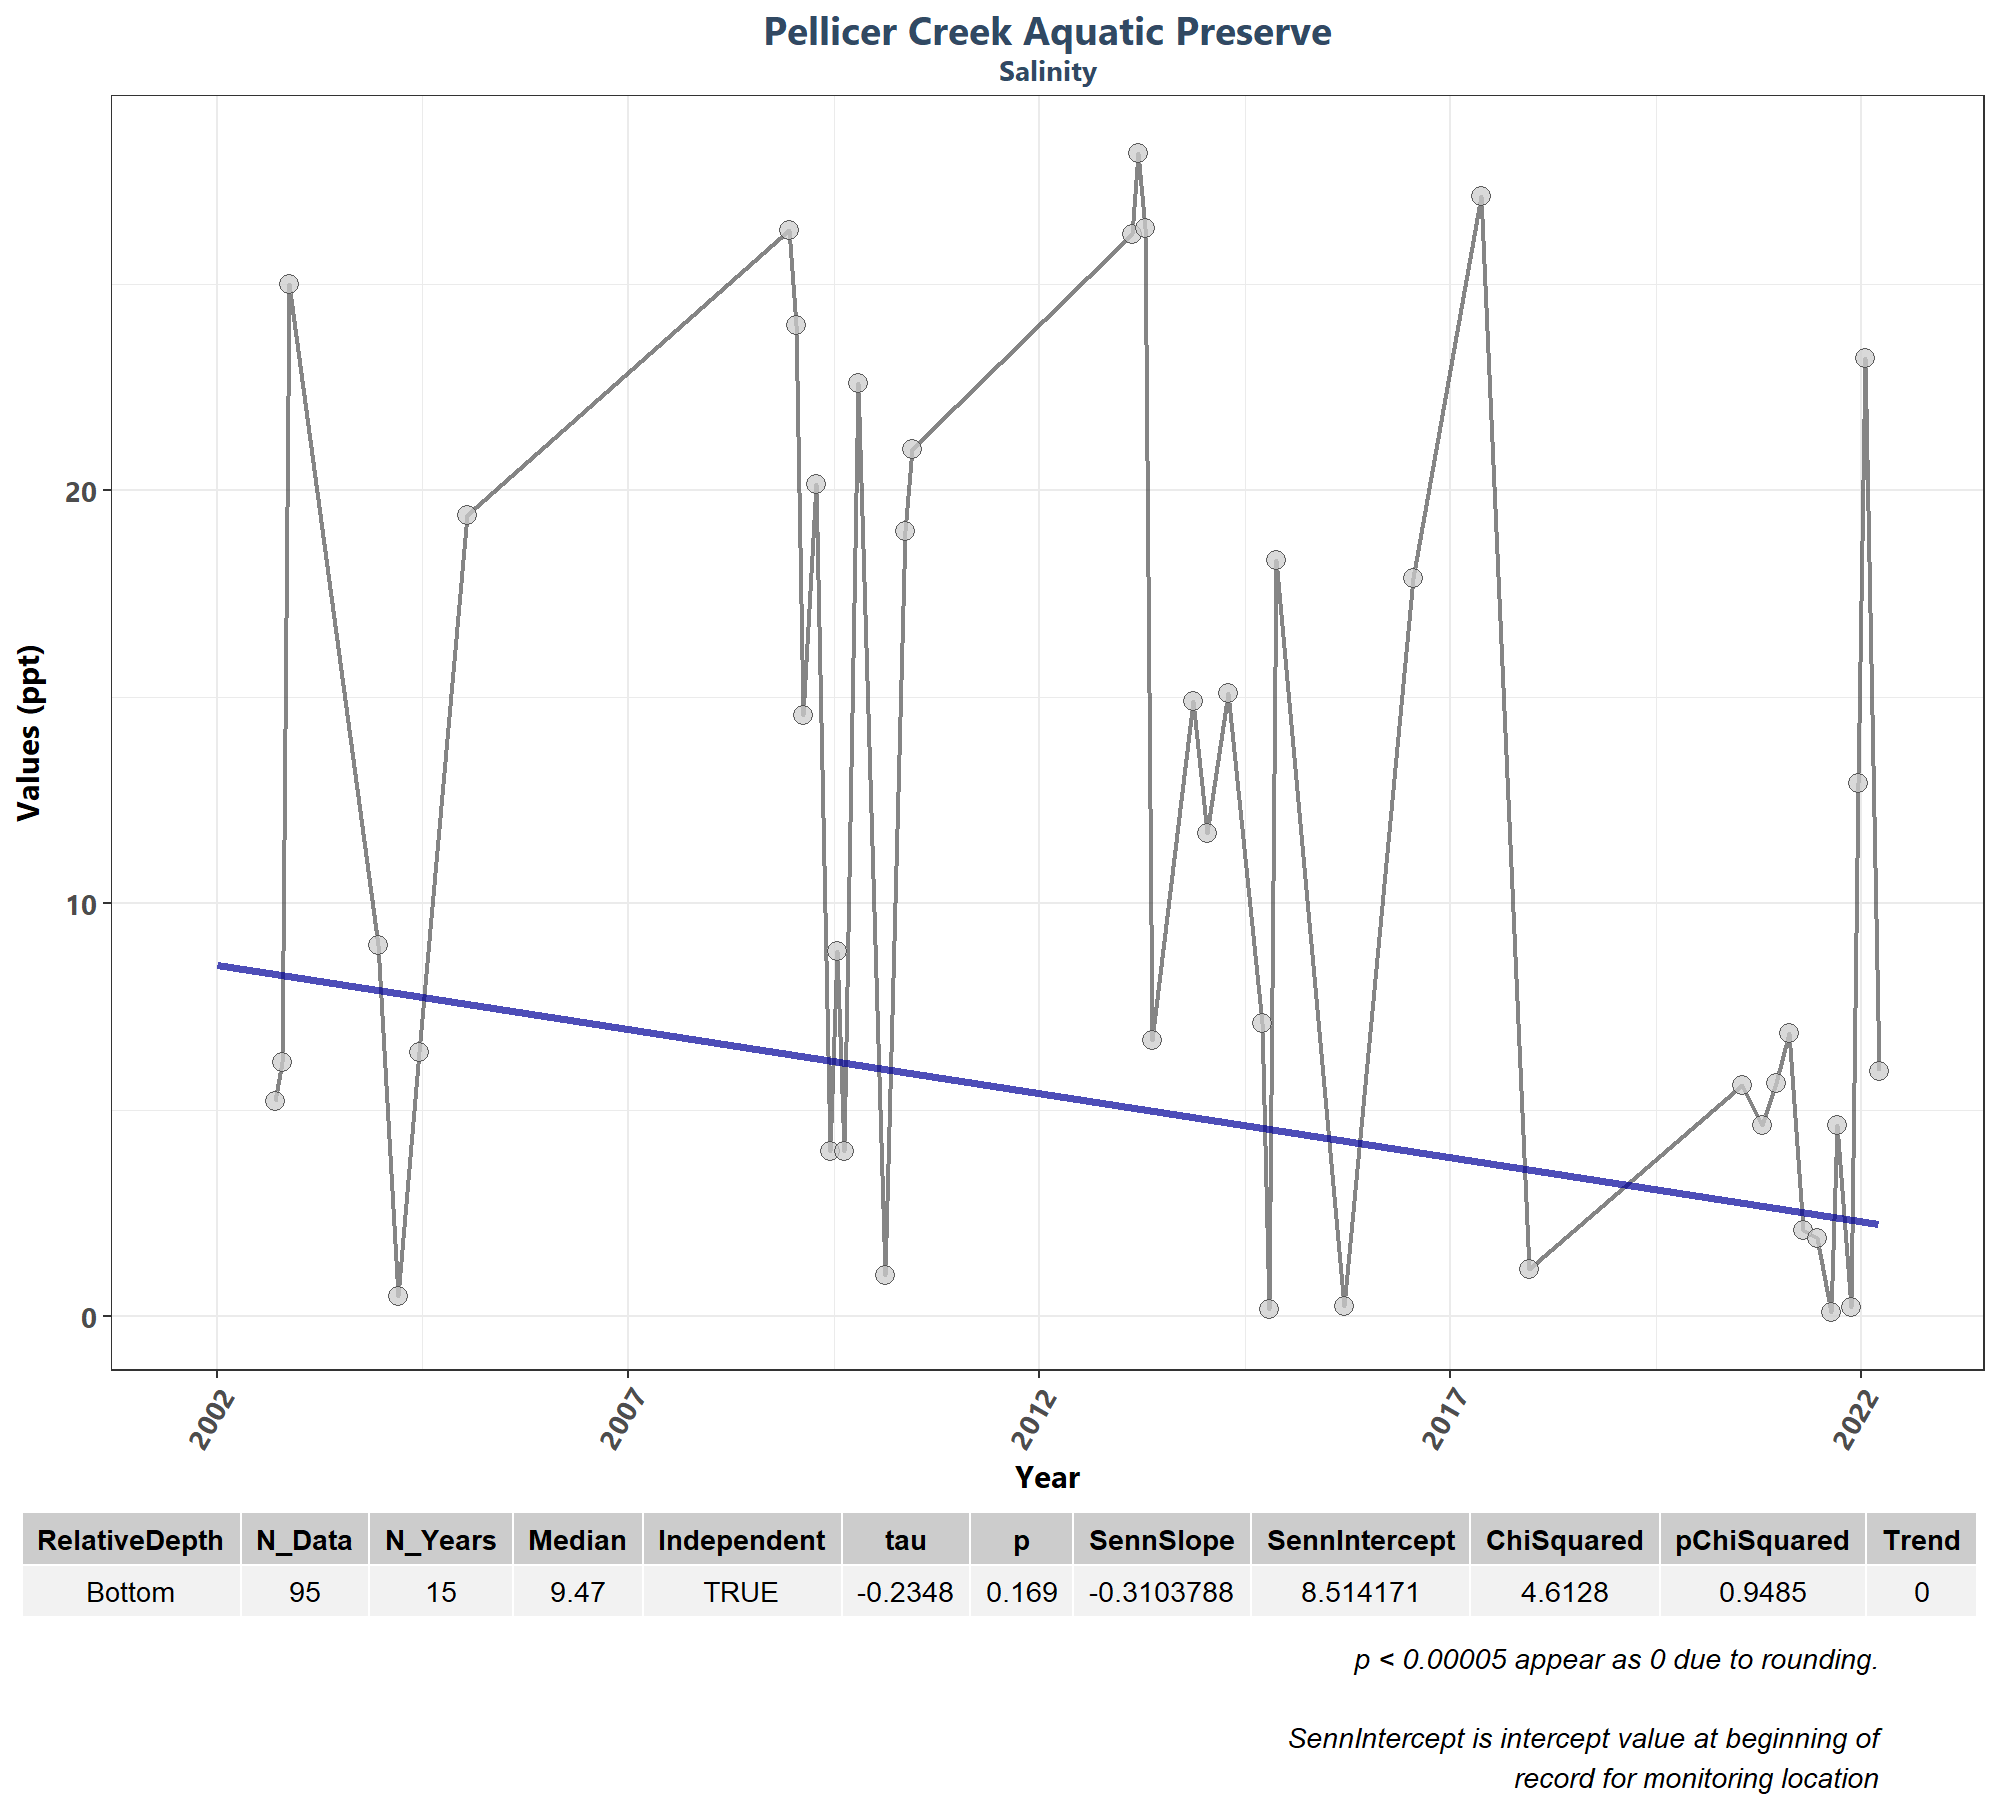 Pellicer Creek Aquatic Preserve
Salinity
Values (ppt)
20
10
0
2002 2007 2012 2017 2022
Year
RelativeDepth N_Data N_Years Median Independent tau p SennSlope SennIntercept ChiSquared pChiSquared Trend
Bottom 95 15 9.47 TRUE -0.2348 0.169 -0.3103788 8.514171 4.6128 0.9485 0
p < 0.00005 appear as 0 due to rounding.
SennIntercept is intercept value at beginning of
record for monitoring location